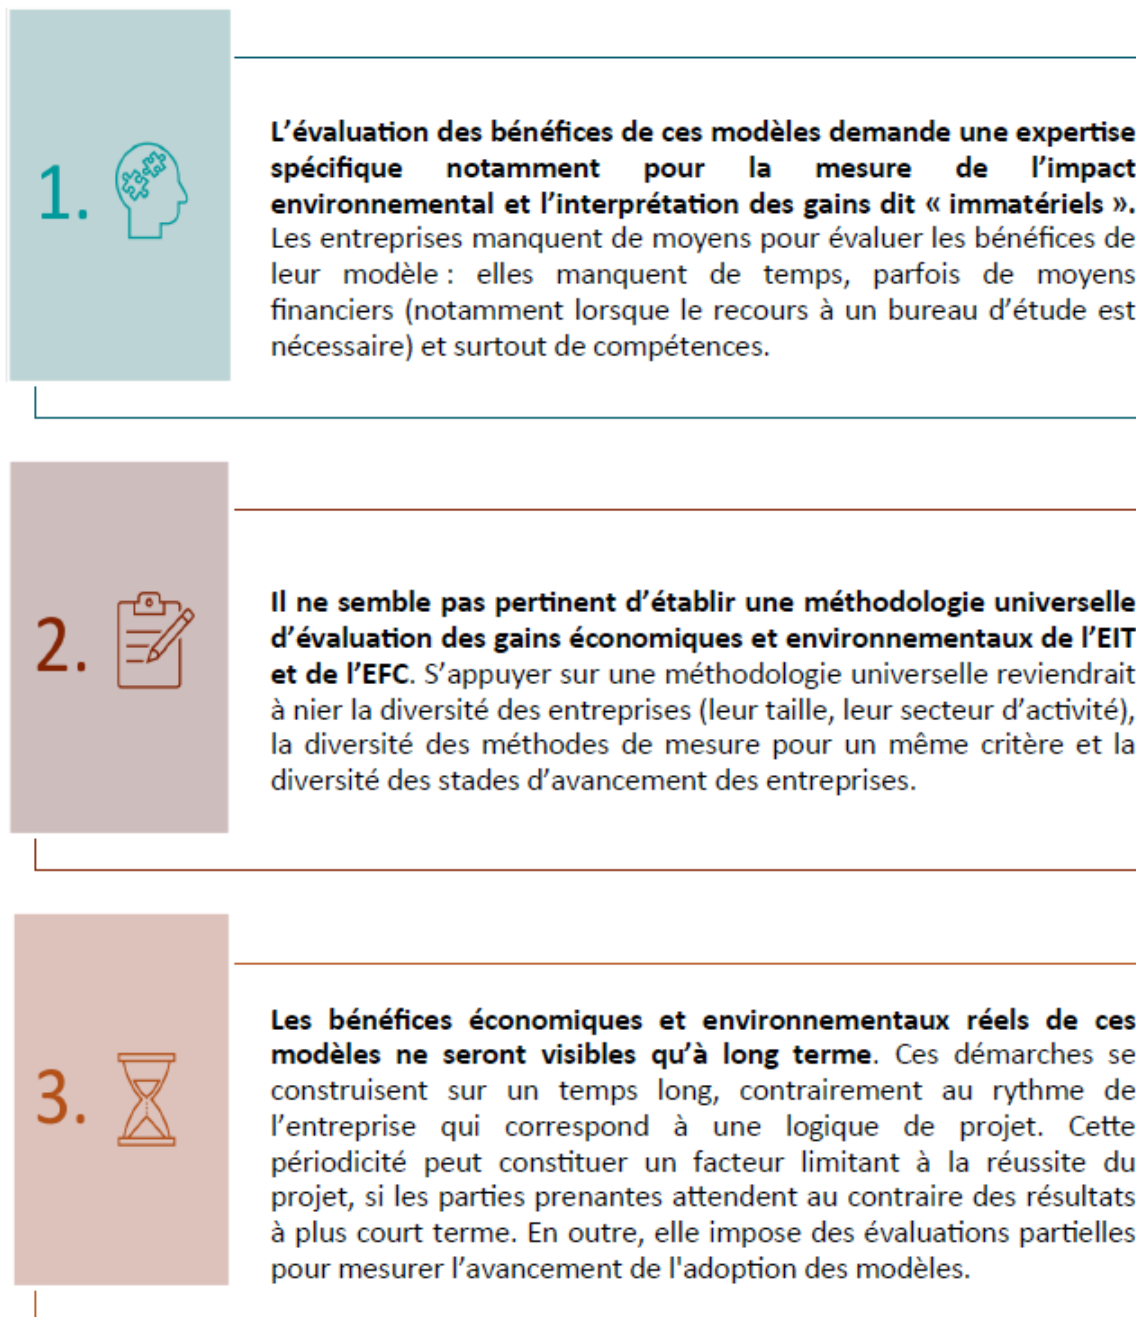 1.
L’évaluation des bénéfices de ces modèles demande une expertise
spécifique notamment pour la mesure de l’impact
environnemental et l’interprétation des gains dit « immatériels ».
Les entreprises manquent de moyens pour évaluer les bénéfices de
leur modèle : elles manquent de temps, parfois de moyens
financiers (notamment lorsque le recours à un bureau d’étude est
nécessaire) et surtout de compétences.
2.
Il ne semble pas pertinent d’établir une méthodologie universelle
d’évaluation des gains économiques et environnementaux de l’EIT
et de l’EFC. S’appuyer sur une méthodologie universelle reviendrait
à nier la diversité des entreprises (leur taille, leur secteur d’activité),
la diversité des méthodes de mesure pour un même critère et la
diversité des stades d’avancement des entreprises.
3.
Les bénéfices économiques et environnementaux réels de ces
modèles ne seront visibles qu’à long terme. Ces démarches se
construisent sur un temps long, contrairement au rythme de
l’entreprise qui correspond à une logique de projet. Cette
périodicité peut constituer un facteur limitant à la réussite du
projet, si les parties prenantes attendent au contraire des résultats
à plus court terme. En outre, elle impose des évaluations partielles
pour mesurer l’avancement de l'adoption des modèles.